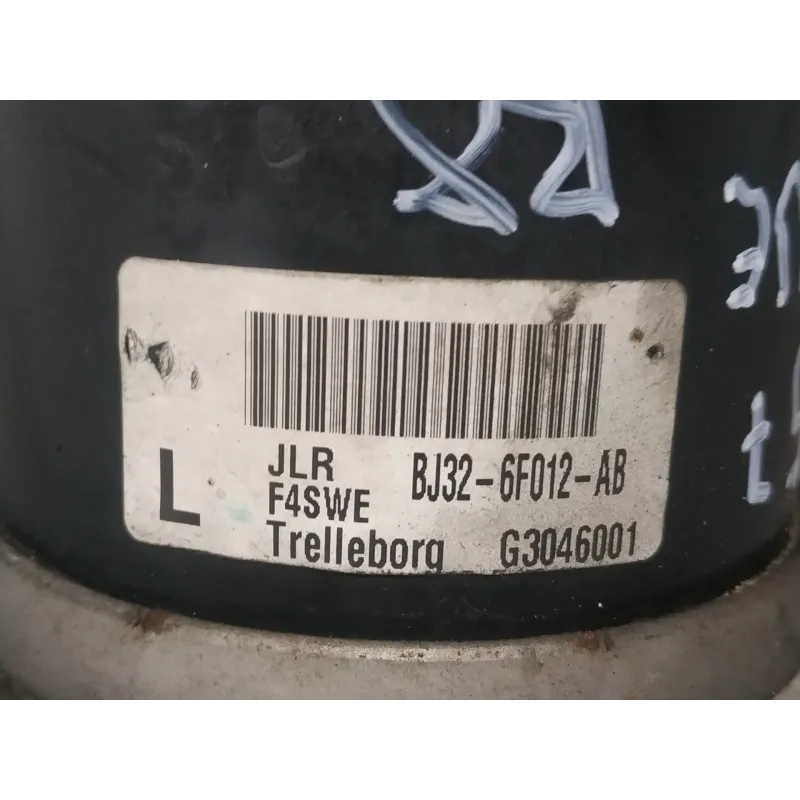 L
JLR
BJ32-6F012-AB
F4SWE
Trelleborg
G3046001